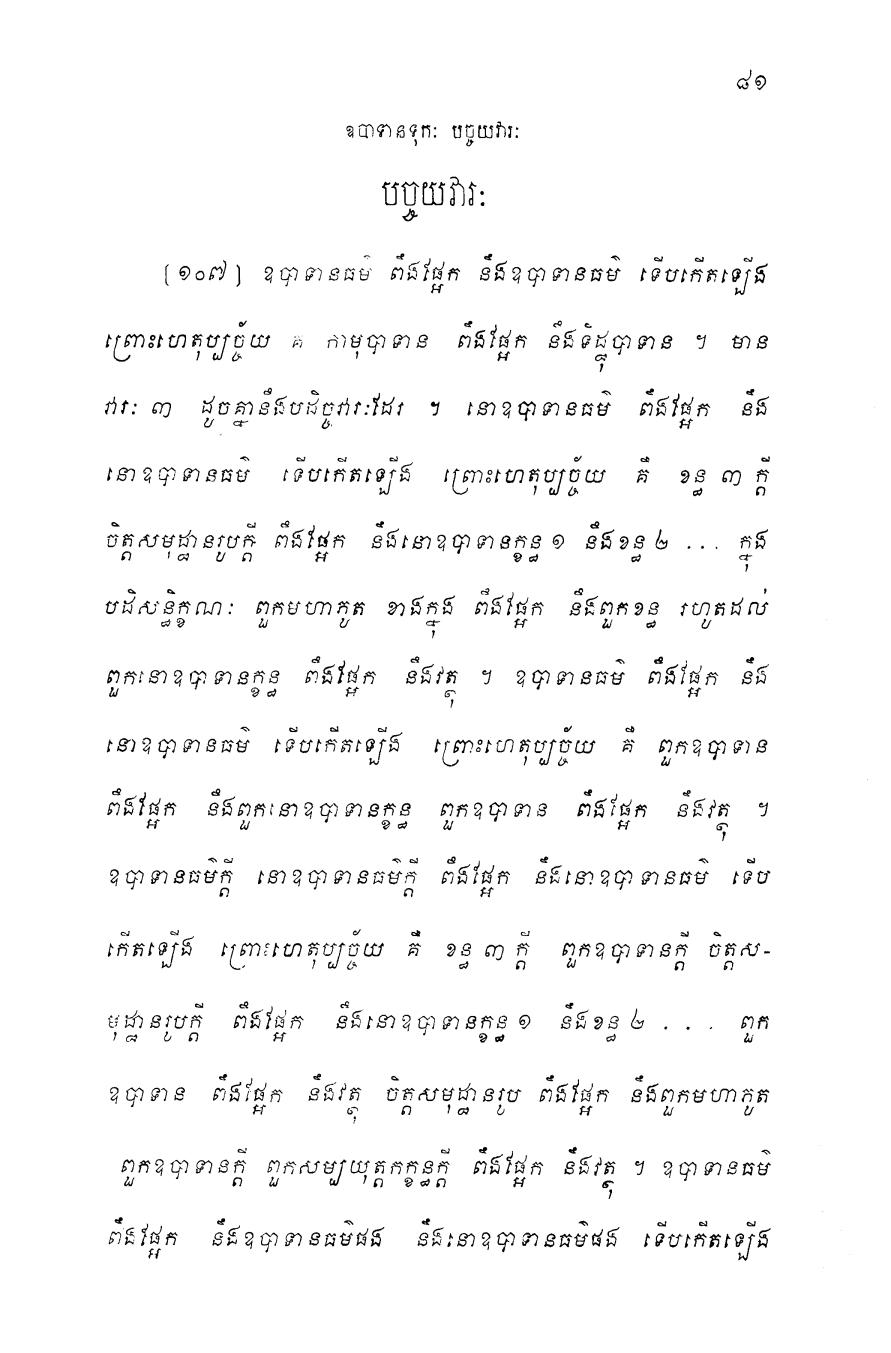 ៨១
ឧបាទានទុកៈ បច្ចយវារៈ
បច្ចយវារៈ
[១០៧] ឧបាទានធម៌ ពឹងផ្អែក នឹងឧបាទានធម៌ ទើបកើតឡើង
ព្រោះហេតុប្បច្ច័យ គឺ កាមុបាទាន ពឹងផ្អែក នឹងទិដ្ឋុបាទាន ។ មាន
វារៈ ៣ ដូចគ្នានឹងបដិច្ចវារៈដែរ ។ នោឧបាទានធម៌ ពឹងផ្អែក នឹង
នោឧបាទានធម៌ ទើបកើតឡើង ព្រោះហេតុប្បច្ច័យ គឺ ខន្ធ ៣ ក្តី
ចិត្តសមុដ្ឋានរូបក្តី ពឹងផ្អែក នឹងនោឧបាទានក្ខន្ធ ១ នឹងខន្ធ ២ ... ក្នុង
បដិសន្ធិក្ខណៈ ពួកមហាភូត ខាងក្នុង ពឹងផ្អែក នឹងពួកខន្ធ រហូតដល់
ពួកនោឧបាទានក្ខន្ធ ពឹងផ្អែក នឹងវត្ថុ ។ ឧបាទានធម៌ ពឹងផ្អែក នឹង
នោឧបាទានធម៌ ទើបកើតឡើង ព្រោះហេតុប្បច្ច័យ គឺ ពួកឧបាទាន
ពឹងផ្អែក នឹងពួកនោឧបាទានក្ខន្ធ ពួកឧបាទាន ពឹងផ្អែក នឹងវត្ថុ ។
ឧបាទានធម៌ក្តី នោឧបាទានធម៌ក្តី ពឹងផ្អែក នឹងនោឧបាទានធម៌ ទើប
កើតឡើង ព្រោះហេតុប្បច្ច័យ គឺ ខន្ធ ៣ ក្តី ពួកឧបាទានក្តី ចិត្តស-
មុដ្ឋានរូបក្តី ពឹងផ្អែក នឹងនោឧបាទានក្ខន្ធ ១ នឹងខន្ធ ២ ... ពួក
ឧបាទាន ពឹងផ្អែក នឹងវត្ថុ ចិត្តសមុដ្ឋានរូប ពឹងផ្អែក នឹងពួកមហាភូត
ពួកឧបាទានក្តី ពួកសម្បយុត្តកក្ខន្ធក្តី ពឹងផ្អែក នឹងវត្ថុ ។ ឧបាទានធម៌
ពឹងផ្អែក នឹងឧបាទានធម៌ផង នឹងនោឧបាទានធម៌ផង ទើបកើតឡើង